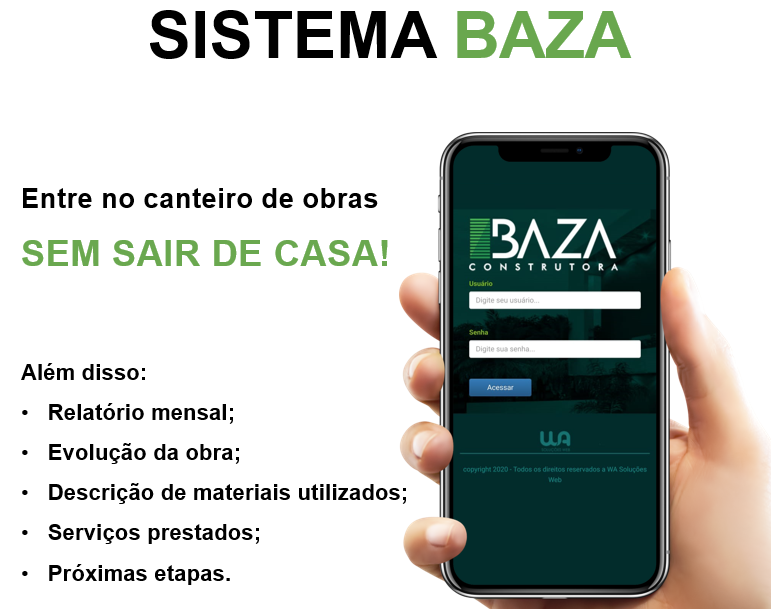 SISTEMA BAZA
Entre no canteiro de obras
SEM SAIR DE CASA!
Além disso:
• Relatório mensal;
• Evolução da obra;
• Descrição de materiais utilizados;
• Serviços prestados;
• Próximas etapas.
BAZA
CONSTRUTORA
Usuário
Digite seu usuário...
Senha
Digite sua senha...
Acessar
WA
copyright 2020 - Todos os direitos reservados a WA Soluções
Web